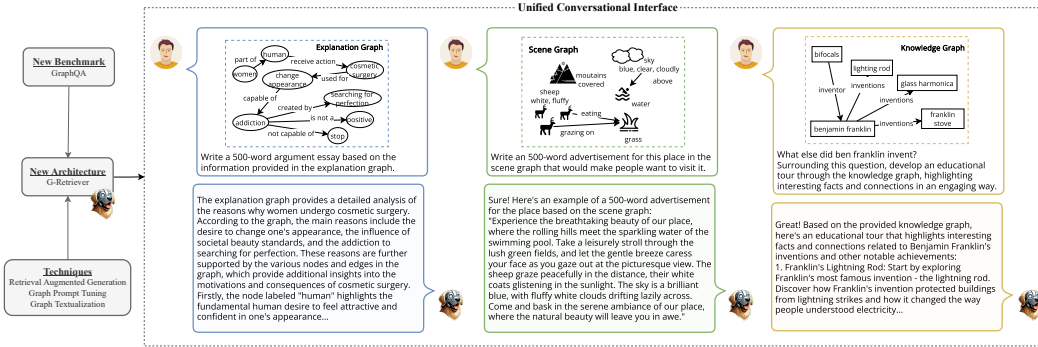 Unified Conversational Interface
New Benchmark
GraphQA
New Architecture
G-Retriever
Techniques
Retrieval Augmented Generation
Graph Prompt Tuning
Graph Textualization
Explanation Graph
human
part of
receive action
women
change
appearance
cosmetic
surgery
used for
capable of
searching for
perfection
created by
addiction
is not a
positive
not capable of
stop
Write a 500-word argument essay based on the
information provided in the explanation graph.
The explanation graph provides a detailed analysis of
the reasons why women undergo cosmetic surgery.
According to the graph, the main reasons include the
desire to change one's appearance, the influence of
societal beauty standards, and the addiction to
searching for perfection. These reasons are further
supported by the various nodes and edges in the
graph, which provide additional insights into the
motivations and consequences of cosmetic surgery.
Firstly, the node labeled "human" highlights the
fundamental human desire to feel attractive and
confident in one's appearance...
Scene Graph
sky
blue, clear, cloudly
moutains
covered
above
sheep
white, fluffy
water
eating
grazing on
grass
Write an 500-word advertisement for this place in the
scene graph that would make people want to visit it.
Sure! Here's an example of a 500-word advertisement
for the place based on the scene graph:
"Experience the breathtaking beauty of our place,
where the rolling hills meet the sparkling water of the
swimming pool. Take a leisurely stroll through the
lush green fields, and let the gentle breeze caress
your face as you gaze out at the picturesque view. The
sheep graze peacefully in the distance, their white
coats glistening in the sunlight. The sky is a brilliant
blue, with fluffy white clouds drifting lazily across.
Come and bask in the serene ambiance of our place,
where the natural beauty will leave you in awe."
Knowledge Graph
bifocals
lighting rod
glass harmonica
inventor
inventions
inventions
benjamin franklin
inventions
franklin
stove
What else did ben franklin invent?
Surrounding this question, develop an educational
tour through the knowledge graph, highlighting
interesting facts and connections in an engaging way.
Great! Based on the provided knowledge graph,
here's an educational tour that highlights interesting
facts and connections related to Benjamin Franklin's
inventions and other notable achievements:
1. Franklin's Lightning Rod: Start by exploring
Franklin's most famous invention - the lightning rod.
Discover how Franklin's invention protected buildings
from lightning strikes and how it changed the way
people understood electricity...